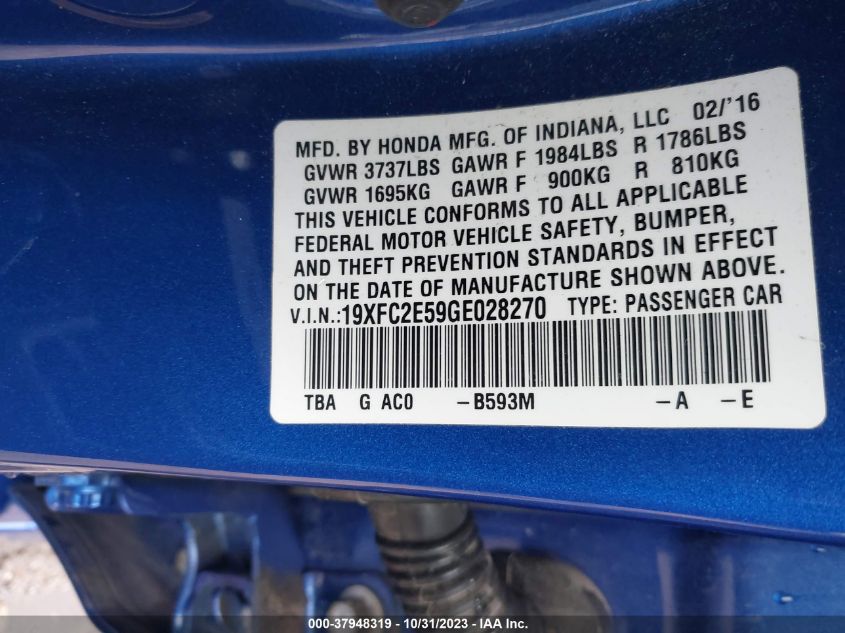 MFD. BY HONDA MFG. OF INDIANA, LLC 02/'16
GVWR 3737LBS GAWR F 1984LBS R 1786LBS
GVWR 1695KG GAWR F 900KG R 810KG
THIS VEHICLE CONFORMS TO ALL APPLICABLE
FEDERAL MOTOR VEHICLE SAFETY, BUMPER,
AND THEFT PREVENTION STANDARDS IN EFFECT
ON THE DATE OF MANUFACTURE SHOWN ABOVE.
V.I.N.:19XFC2E59GE028270 TYPE: PASSENGER CAR
TBA G AC0 -B593M -A -E
000-37948319 - 10/31/2023 - IAA Inc.